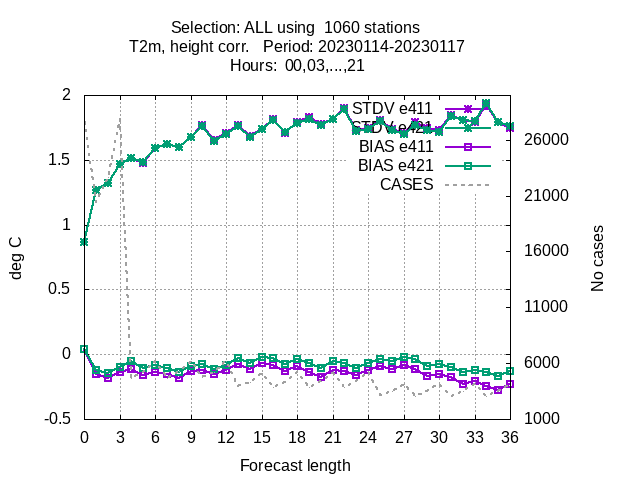 Selection: ALL using  1060 stations
T2m, height corr.   Period: 20230114-20230117
Hours:  00,03,...,21
2
1.5
1
0.5
0
-0.5
deg C
STDV e411
STDV e421
BIAS e411
BIAS e421
CASES
26000
21000
16000
11000
6000
1000
No cases
0 3 6 9 12 15 18 21 24 27 30 33 36
Forecast length